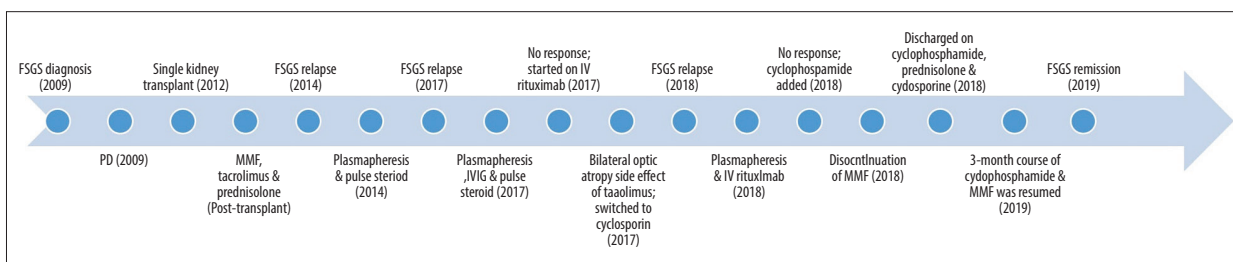 FSGS diagnosis
(2009)
PD (2009)
Single kidney
transplant (2012)
MMF,
tacrolimus &
prednisolone
(Post-transplant)
FSGS relapse
(2014)
Plasmapheresis
& pulse steriod
(2014)
FSGS relapse
(2017)
Plasmapheresis
,IVIG & pulse
steroid (2017)
No response;
started on IV
rituximab (2017)
Bilateral optic
atropy side effect
of taaolimus;
switched to
cyclosporin
(2017)
FSGS relapse
(2018)
Plasmapheresis
& IV rituxlmab
(2018)
No response;
cyclophospamide
added (2018)
Disocntlnuation
of MMF (2018)
Discharged on
cyclophosphamide,
prednisolone &
cydosporine (2018)
3-month course of
cydophosphamide &
MMF was resumed
(2019)
FSGS remission
(2019)